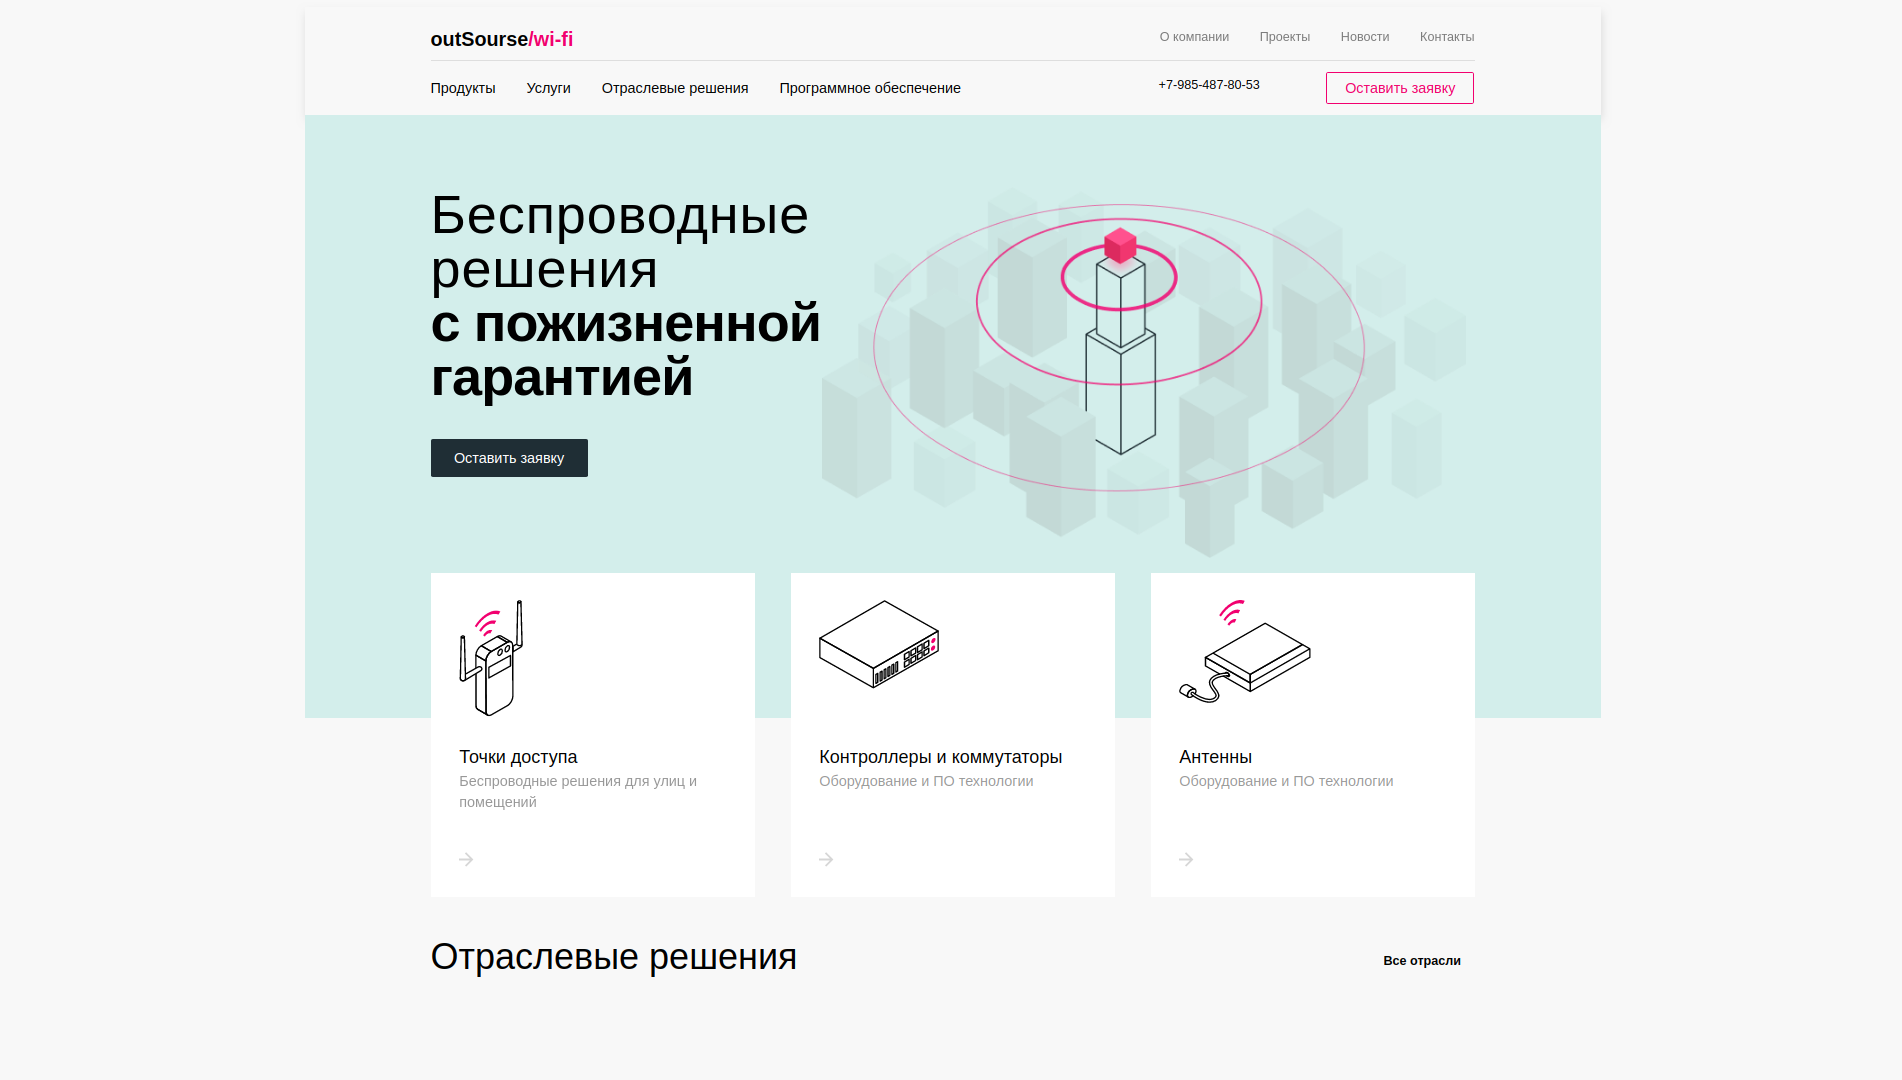 outSourse/wi-fi
О компании
Проекты
Новости
Контакты
Продукты
Услуги
Отраслевые решения
Программное обеспечение
+7-985-487-80-53
Оставить заявку
Беспроводные
решения
с пожизненной
гарантией
Оставить заявку
Точки доступа
Беспроводные решения для улиц и
помещений
Контроллеры и коммутаторы
Оборудование и ПО технологии
Антенны
Оборудование и ПО технологии
Отраслевые решения
Все отрасли